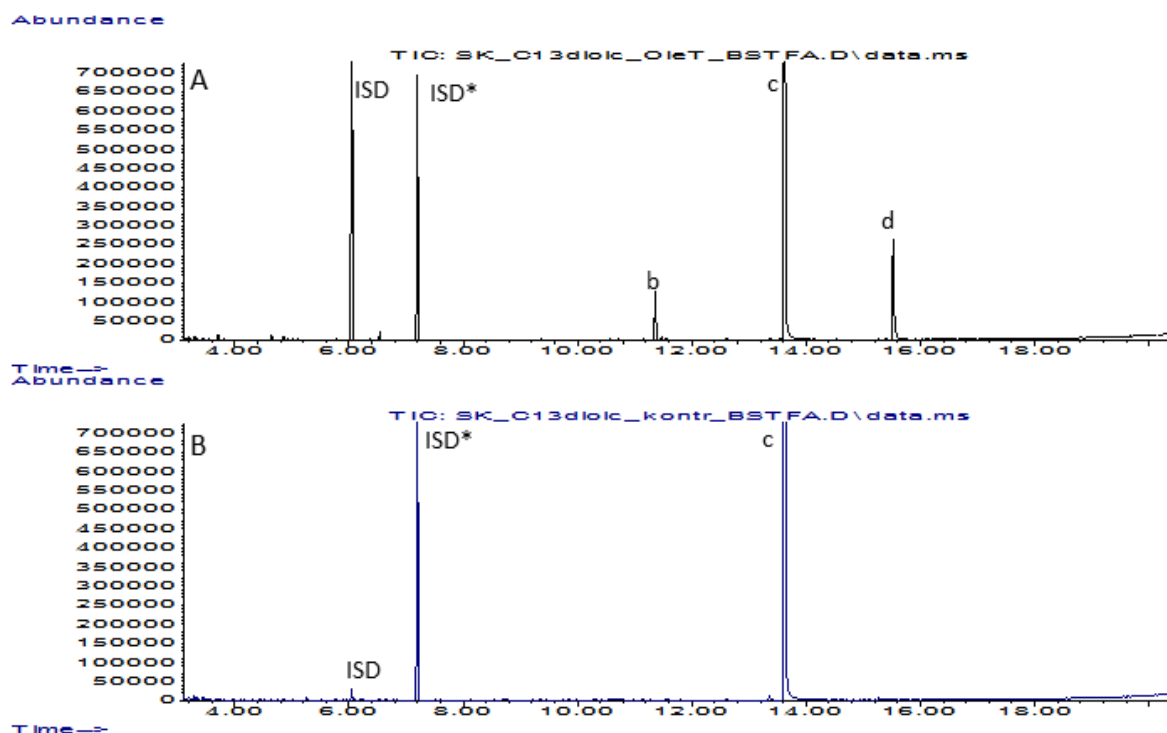 Abundance
TIC: SK_C13dioic_OleT_BSTFA.D\data.ms
A
ISD
ISD*
b
c
d
700000
650000
600000
550000
500000
450000
400000
350000
300000
250000
200000
150000
100000
50000
0
4.00 6.00 8.00 10.00 12.00 14.00 16.00 18.00
Time-->
Abundance
TIC: SK_C13dioic_kontr_BSTFA.D\data.ms
B
ISD*
c
700000
650000
600000
550000
500000
450000
400000
350000
300000
250000
200000
150000
100000
50000
0
ISD
4.00 6.00 8.00 10.00 12.00 14.00 16.00 18.00
Time-->